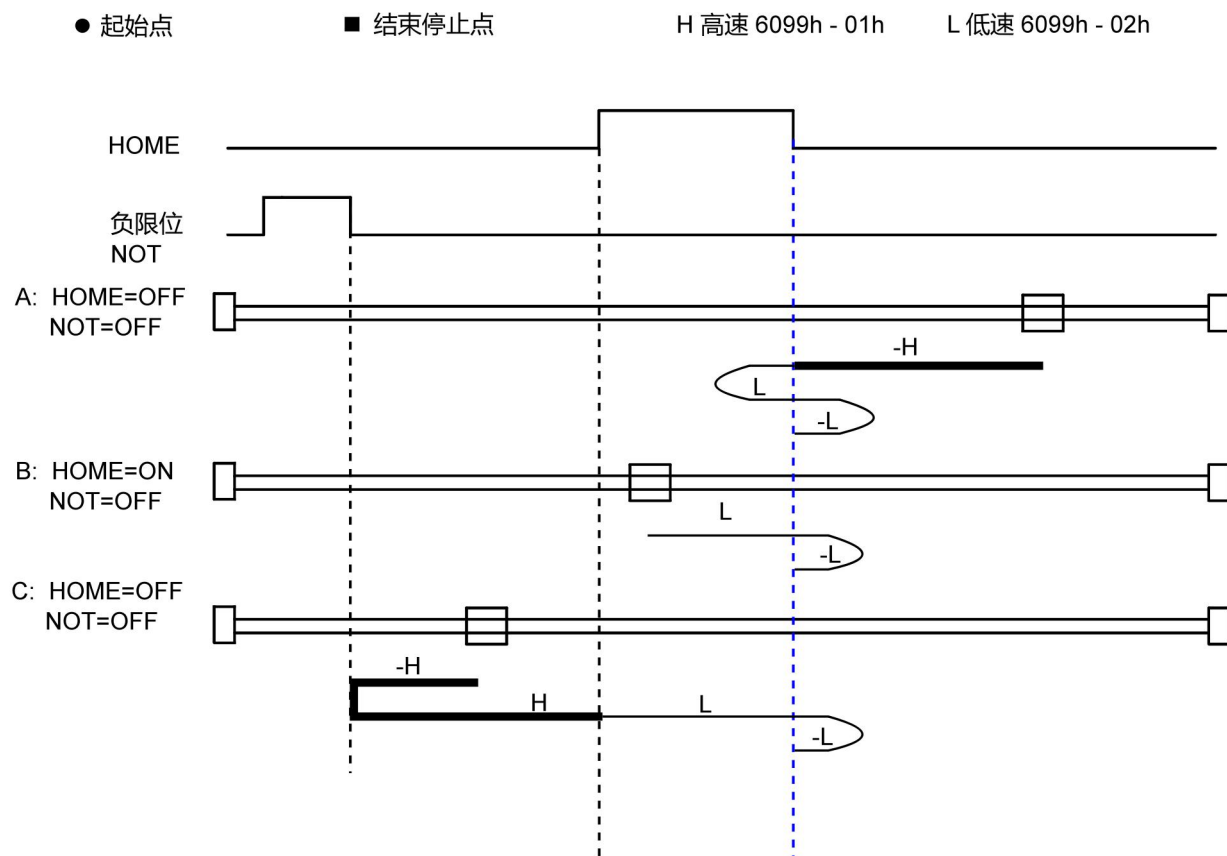 ● 起始点 ■ 结束停止点 H 高速 6099h - 01h L 低速 6099h - 02h
HOME
负限位
NOT
A: HOME=OFF
NOT=OFF
-H
L
-L
B: HOME=ON
NOT=OFF
L
-L
C: HOME=OFF
NOT=OFF
-H
H L
-L